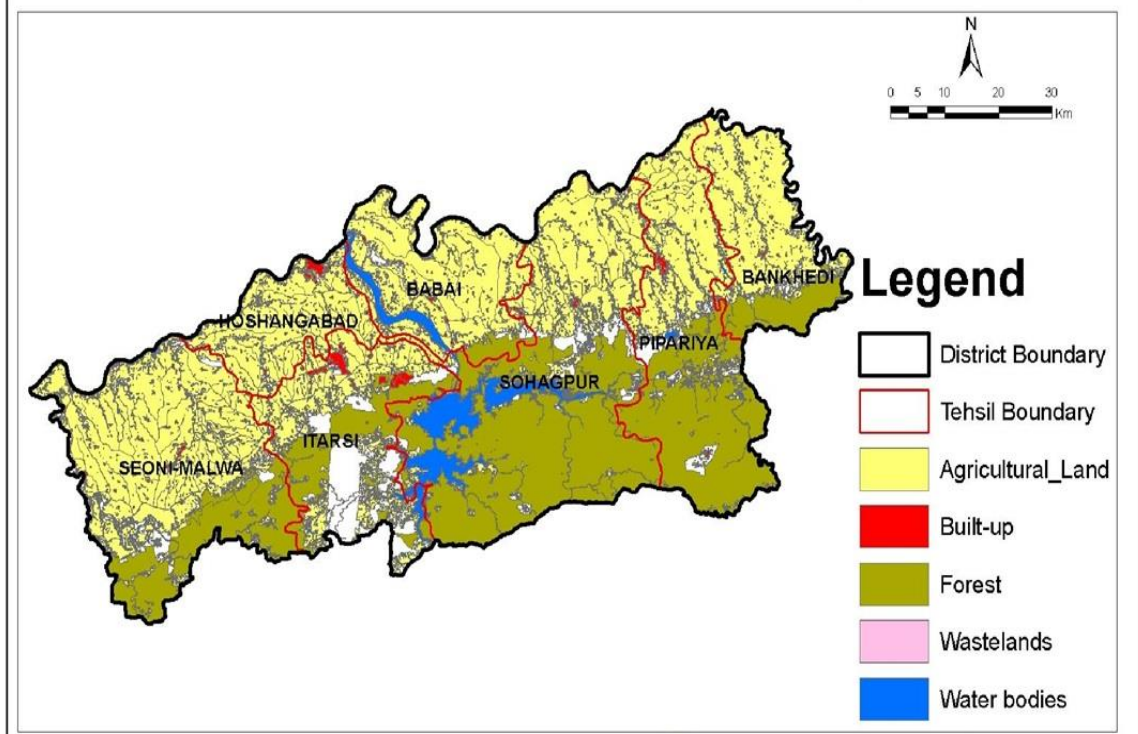 N
0 5 10 20 30
Km
BABAI
BANKHEDI
HOSHANGABAD
PIPARIYA
SOHAGPUR
ITARSI
SEONI-MALWA
Legend
District Boundary
Tehsil Boundary
Agricultural_Land
Built-up
Forest
Wastelands
Water bodies